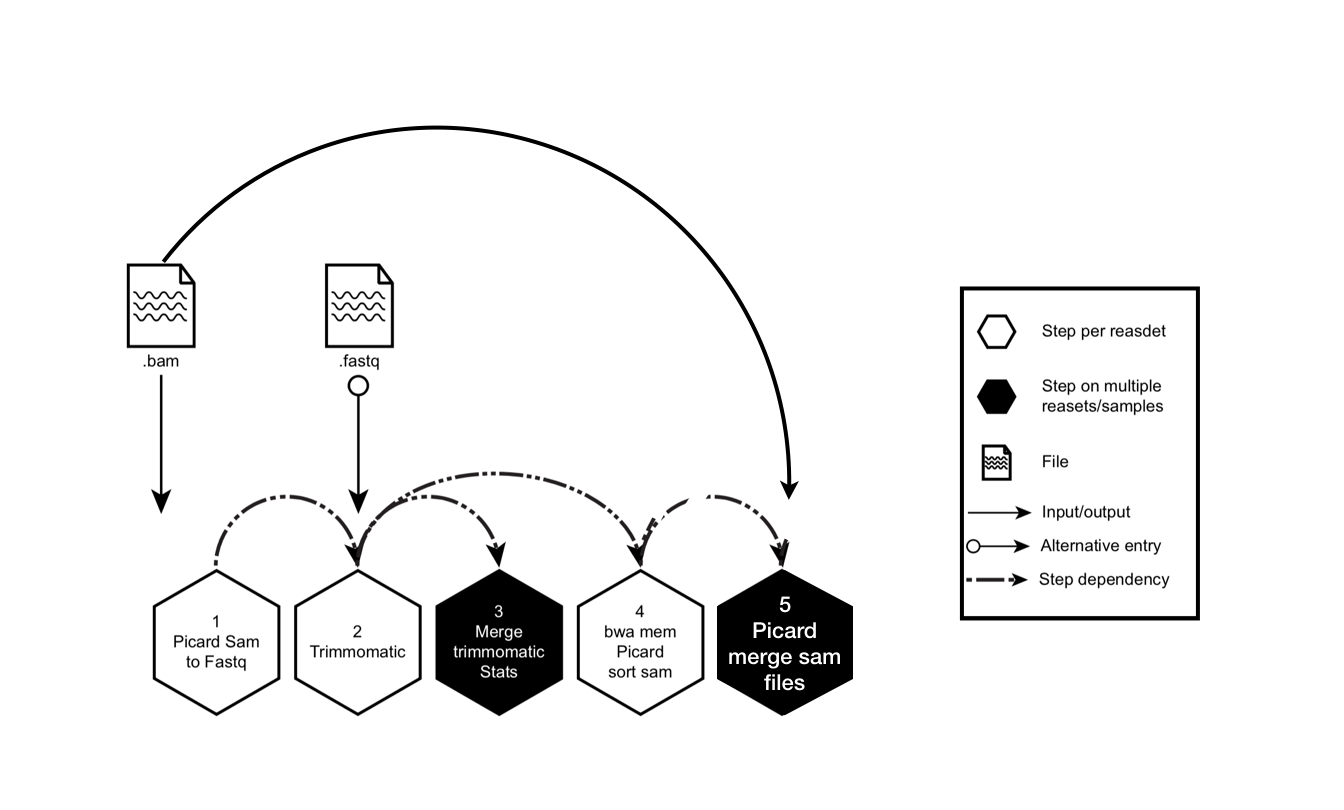 .bam
.fastq
1
Picard Sam
to Fastq
2
Trimmomatic
3
Merge
trimmomatic
Stats
4
bwa mem
Picard
sort sam
5
Picard
merge sam
files
Step per reasdet
Step on multiple
reasets/samples
File
Input/output
Alternative entry
Step dependency